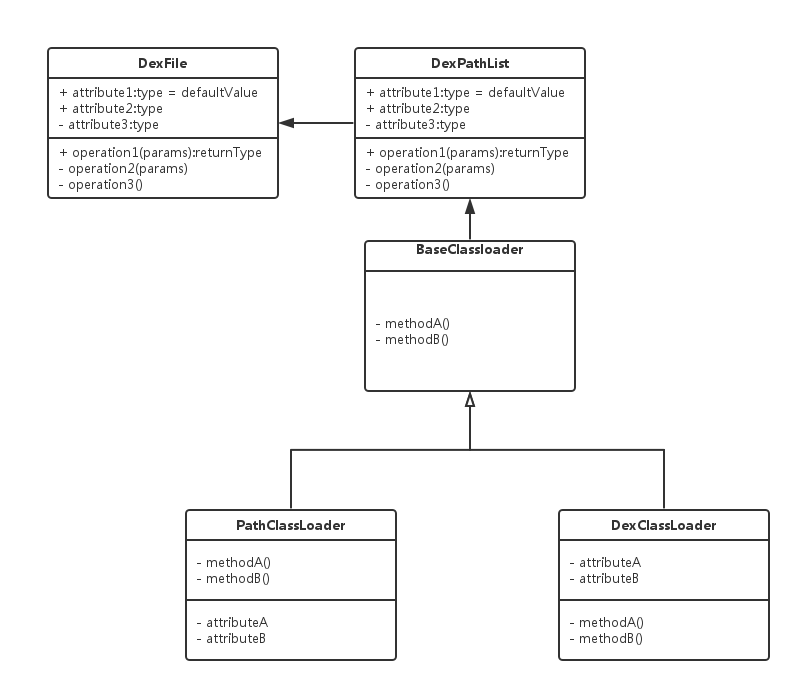 DexFile
+ attribute1:type = defaultValue
+ attribute2:type
- attribute3:type
+ operation1(params):returnType
- operation2(params)
- operation3()
DexPathList
+ attribute1:type = defaultValue
+ attribute2:type
- attribute3:type
+ operation1(params):returnType
- operation2(params)
- operation3()
BaseClassloader
- methodA()
- methodB()
PathClassLoader
- methodA()
- methodB()
- attributeA
- attributeB
DexClassLoader
- attributeA
- attributeB
- methodA()
- methodB()